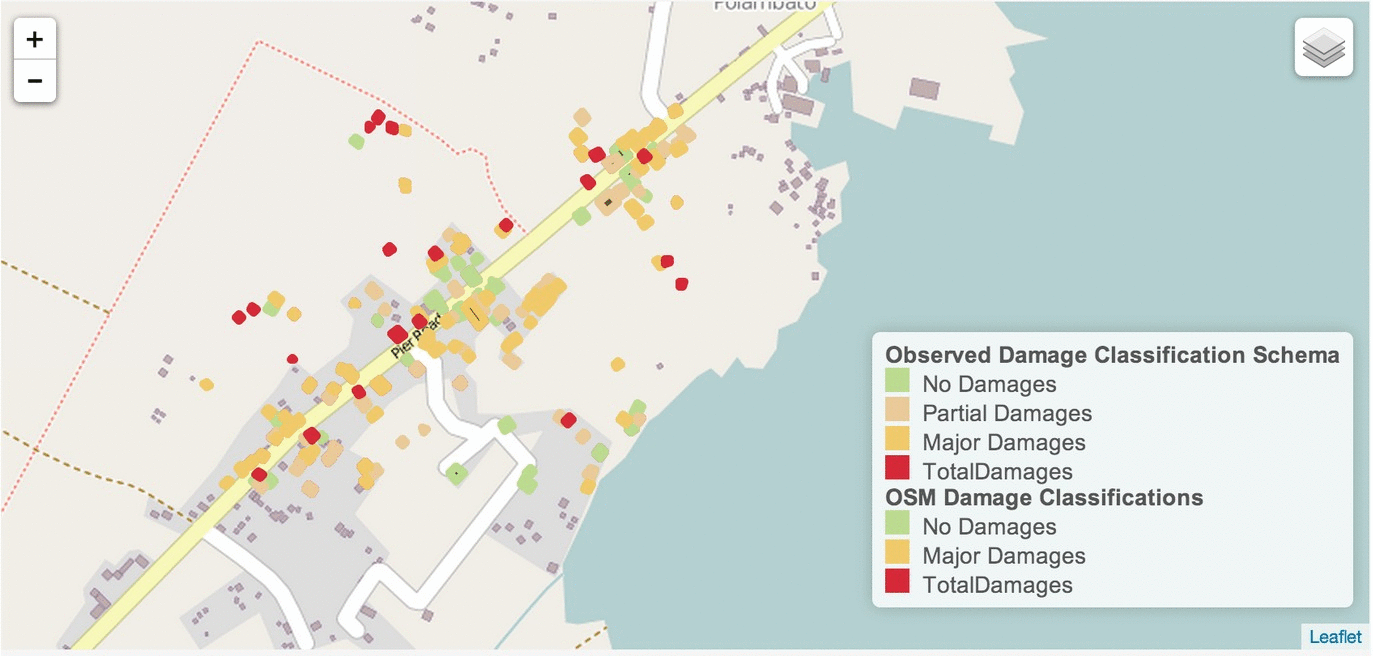 +
Polambato
−
Pier Road
Observed Damage Classification Schema
No Damages
Partial Damages
Major Damages
TotalDamages
OSM Damage Classifications
No Damages
Major Damages
TotalDamages
Leaflet